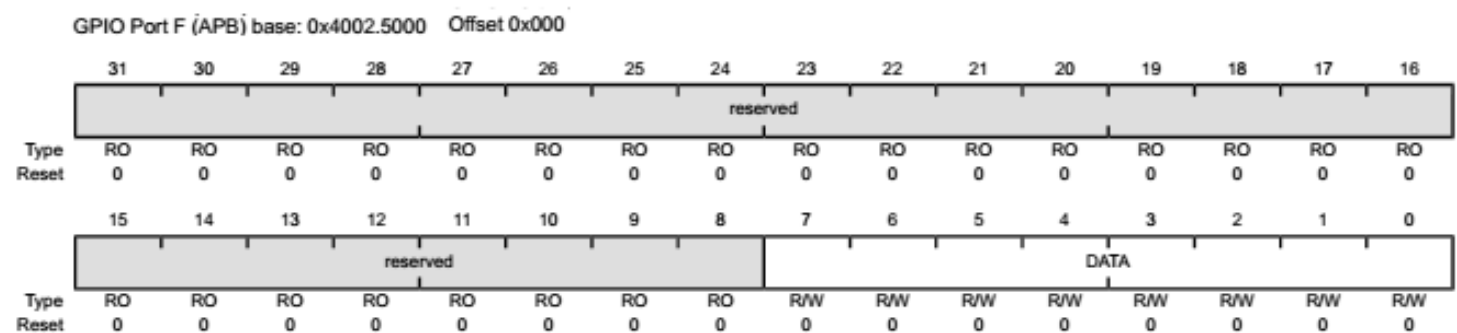 GPIO Port F (APB) base: 0x4002.5000 Offset 0x000
31 30 29 28 27 26 25 24 23 22 21 20 19 18 17 16
reserved
Type RO RO RO RO RO RO RO RO RO RO RO RO RO RO RO RO
Reset 0 0 0 0 0 0 0 0 0 0 0 0 0 0 0 0
15 14 13 12 11 10 9 8 7 6 5 4 3 2 1 0
reserved DATA
Type RO RO RO RO RO RO RO RO R/W R/W R/W R/W R/W R/W R/W R/W
Reset 0 0 0 0 0 0 0 0 0 0 0 0 0 0 0 0